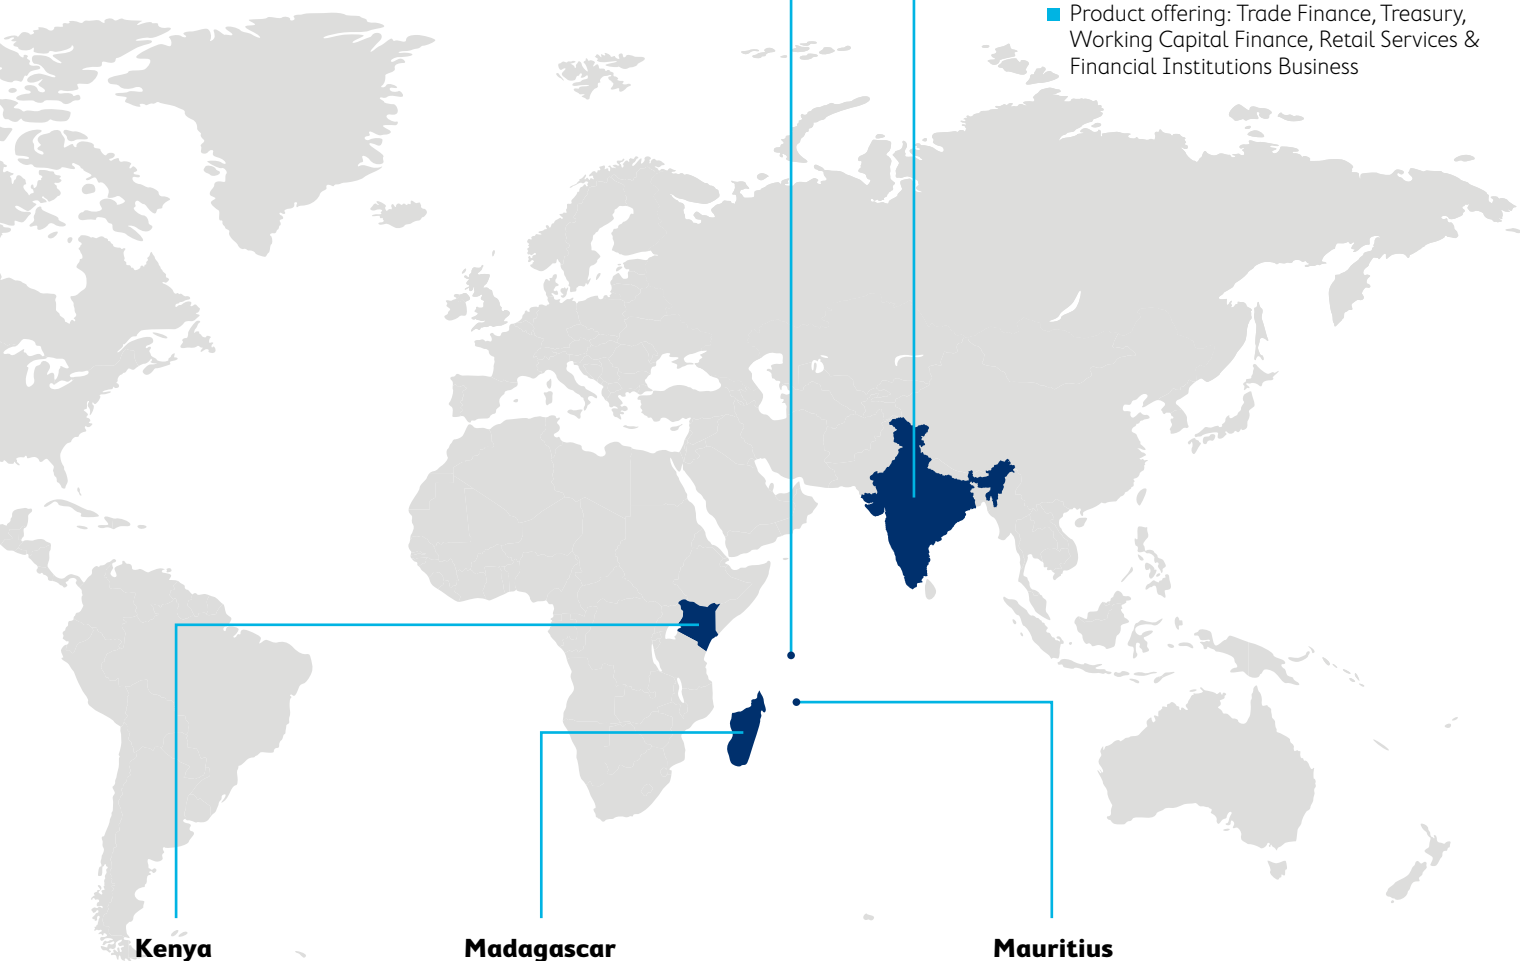 Product offering: Trade Finance, Treasury,
Working Capital Finance, Retail Services &
Financial Institutions Business
Kenya
Madagascar
Mauritius